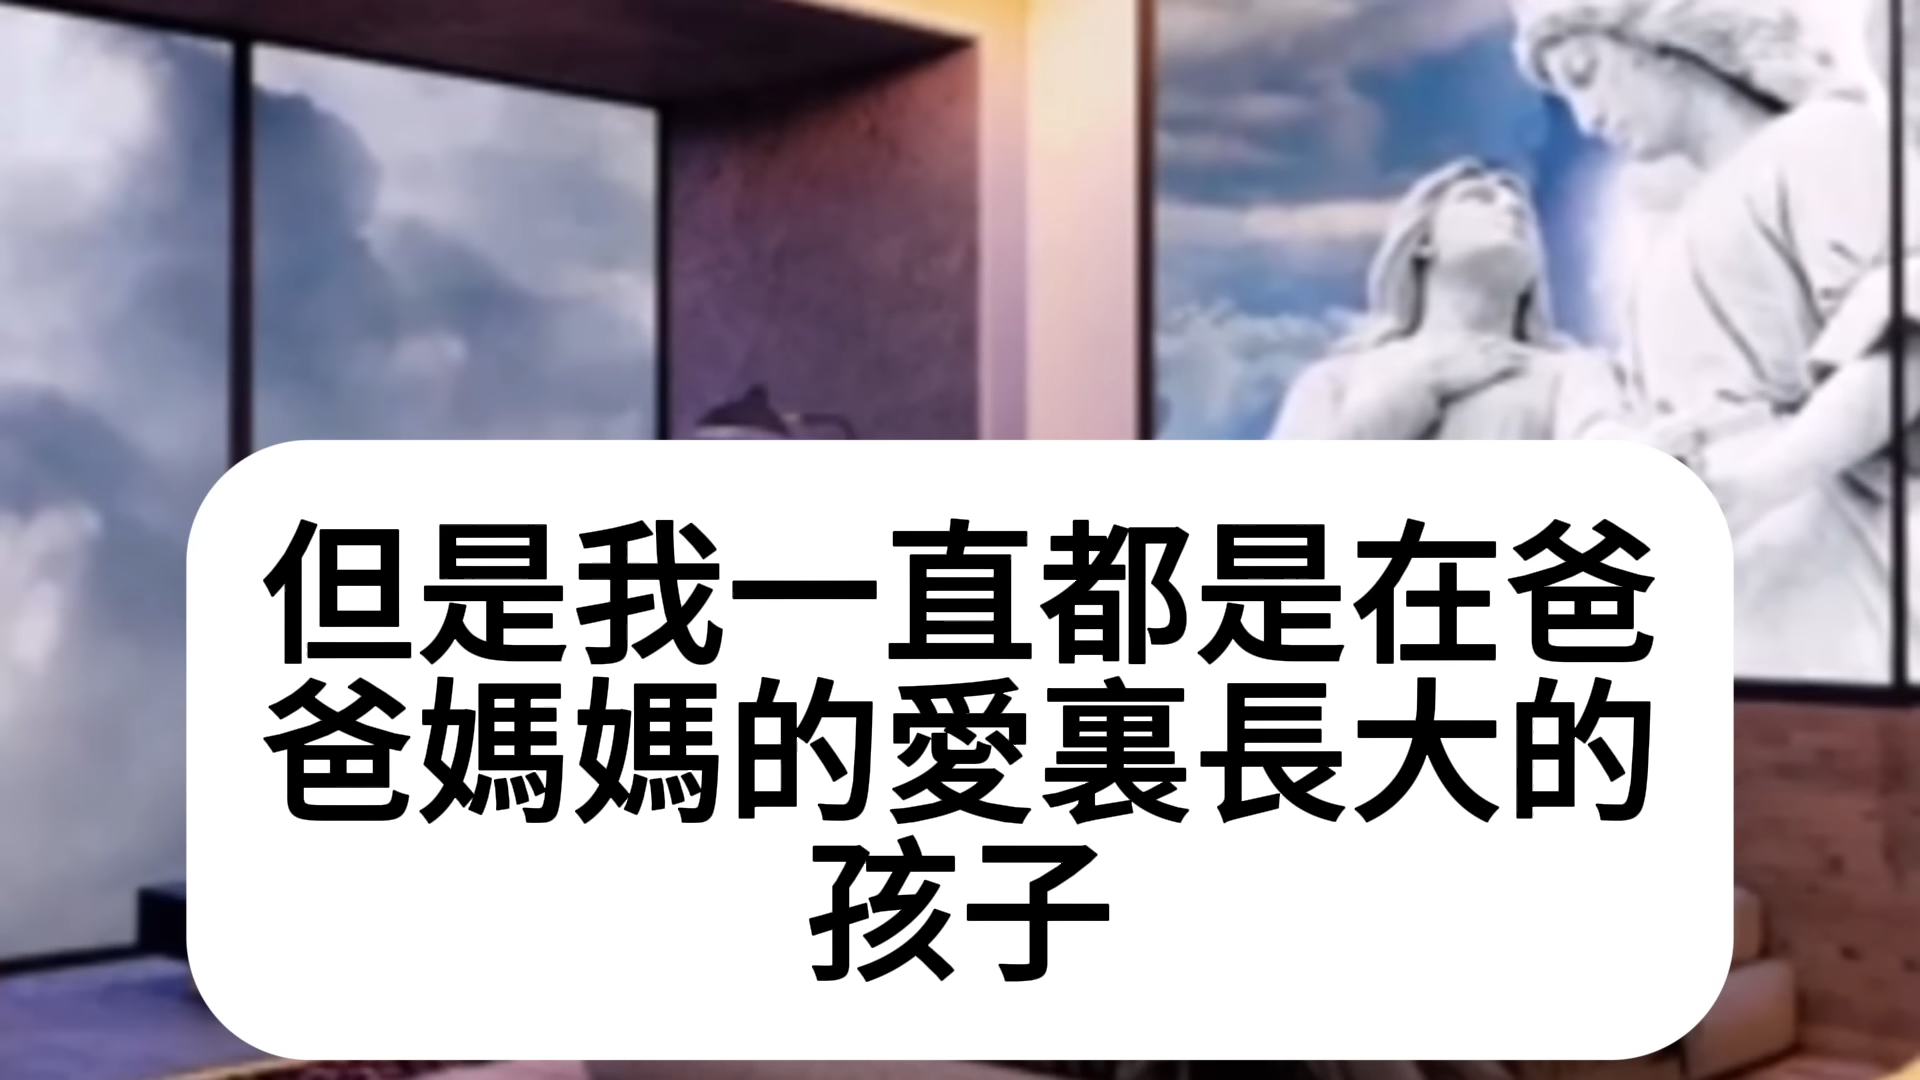 但是我一直都是在爸
爸媽媽的愛裏長大的
孩子